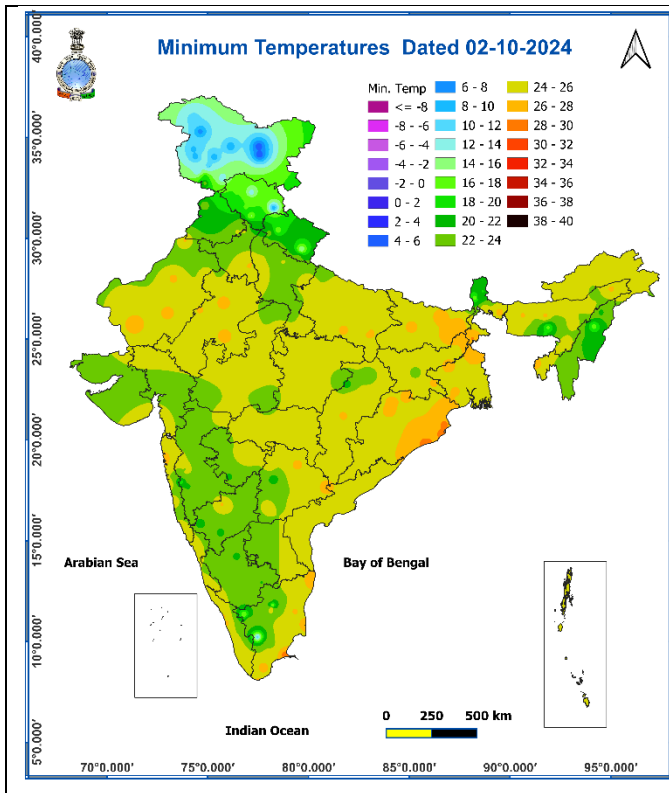 Minimum Temperatures Dated 02-10-2024
Min. Temp
<= -8
-8 - -6
-6 - -4
-4 - -2
-2 - 0
0 - 2
2 - 4
4 - 6
6 - 8
8 - 10
10 - 12
12 - 14
14 - 16
16 - 18
18 - 20
20 - 22
22 - 24
24 - 26
26 - 28
28 - 30
30 - 32
32 - 34
34 - 36
36 - 38
38 - 40
40°0.000'
35°0.000'
30°0.000'
25°0.000'
20°0.000'
15°0.000'
10°0.000'
5°0.000'
Arabian Sea
Bay of Bengal
Indian Ocean
0 250 500 km
70°0.000' 75°0.000' 80°0.000' 85°0.000' 90°0.000' 95°0.000'